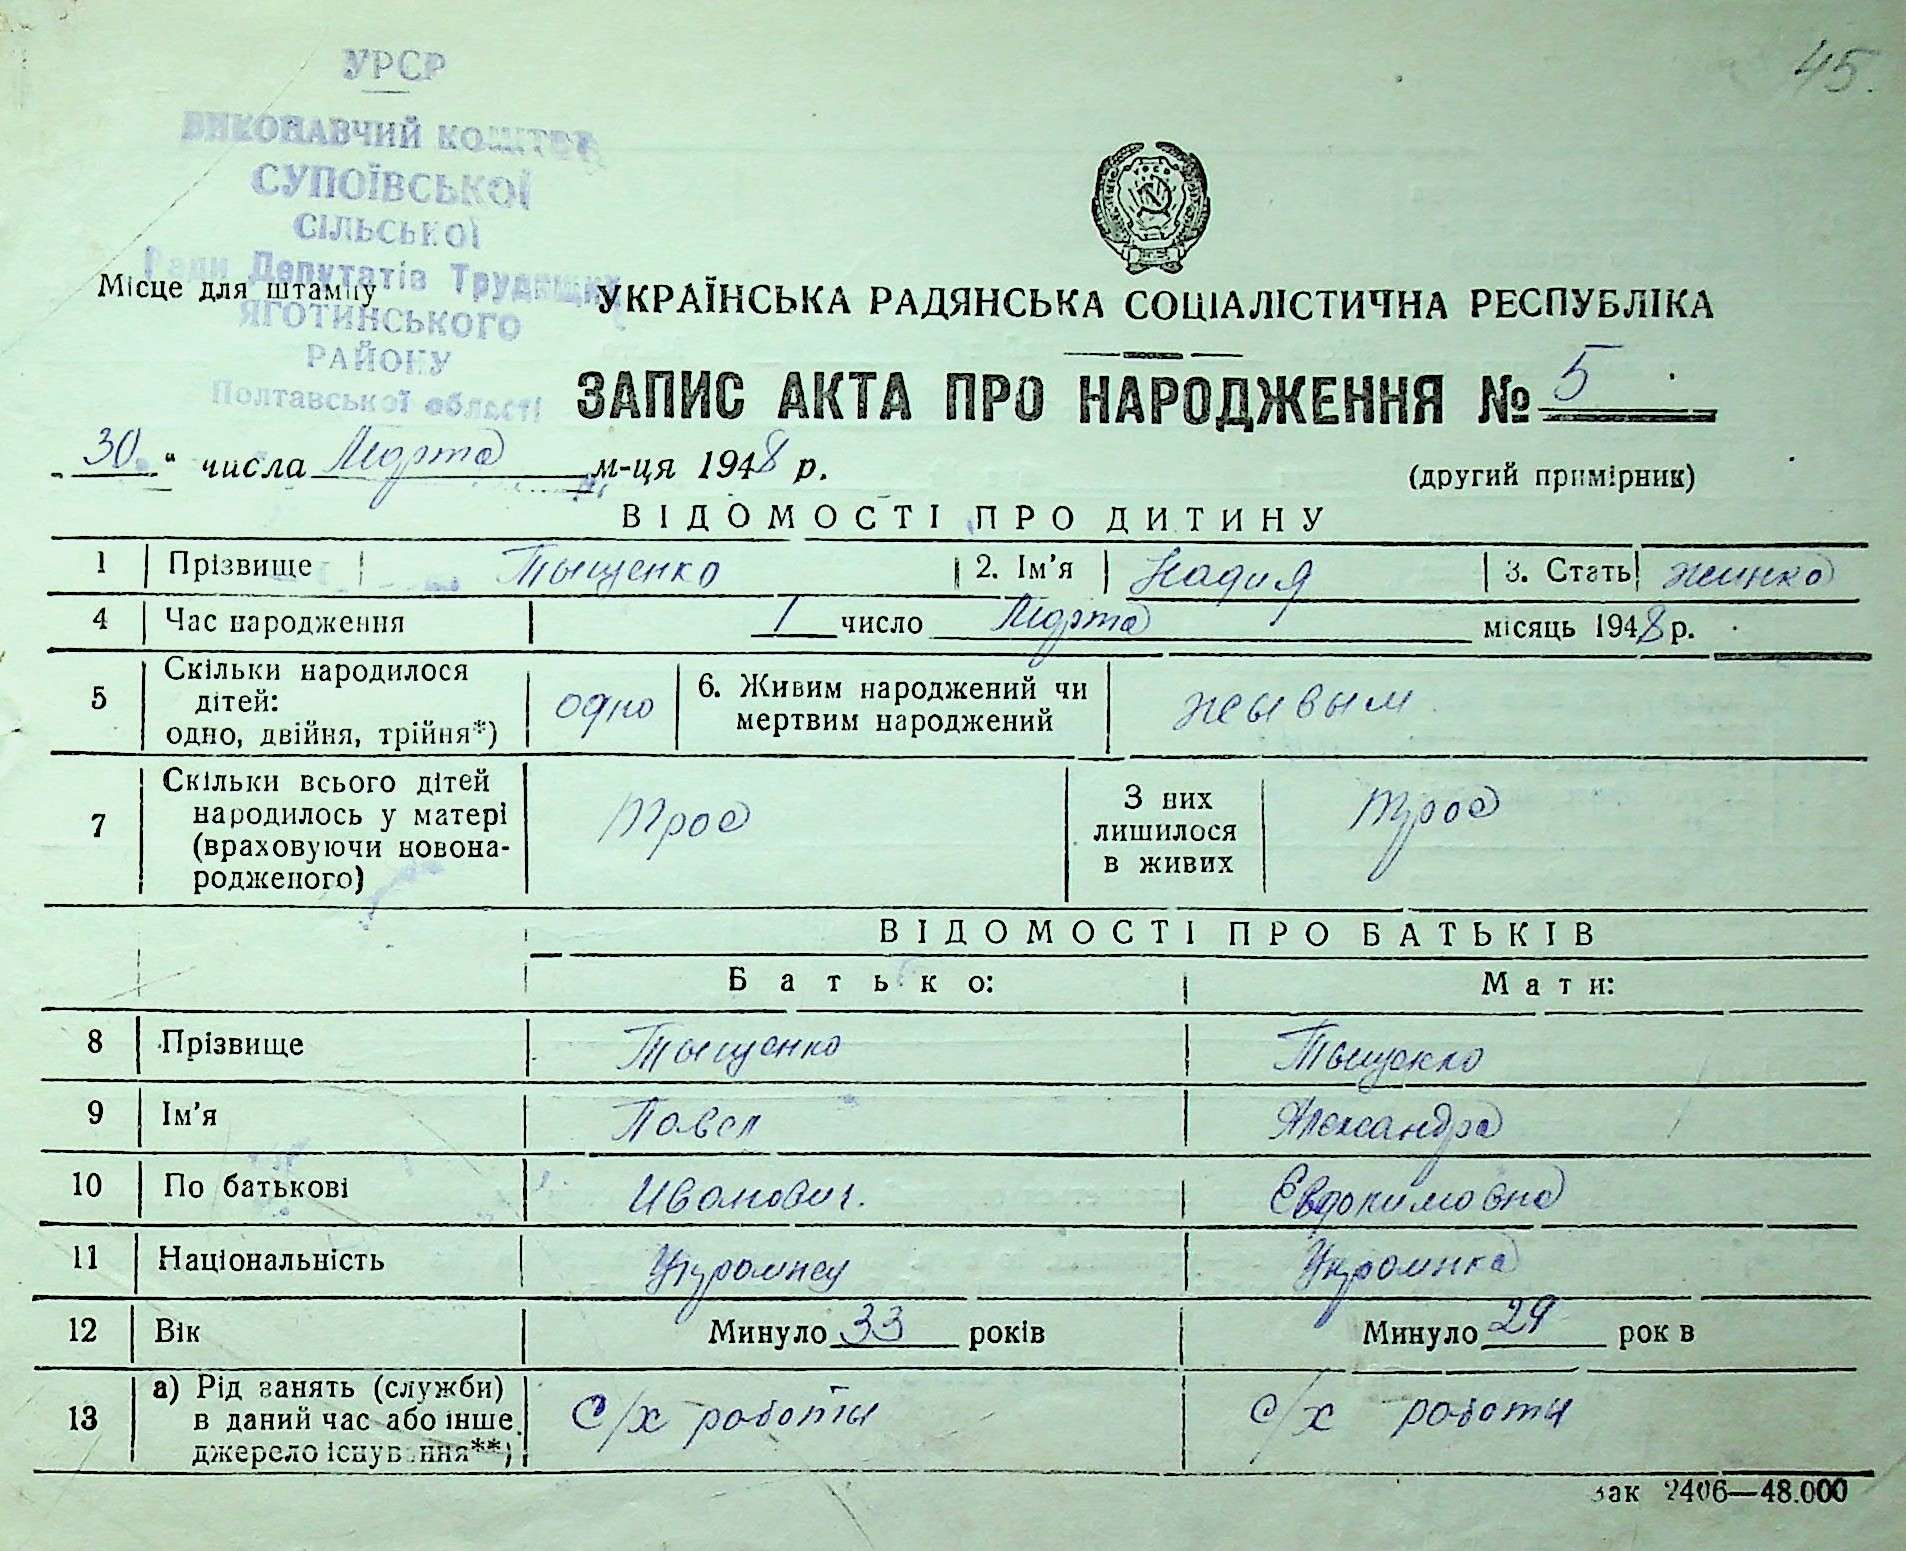 45.
УРСР
ВИКОНАВЧИЙ КОМІТЕТ
СУПОЇВСЬКОЇ
СІЛЬСЬКОЇ
Ради Депутатів Трудящих
Місце для штампу
ЯГОТИНСЬКОГО
РАЙОНУ
Полтавської області
УКРАЇНСЬКА РАДЯНСЬКА СОЦІАЛІСТИЧНА РЕСПУБЛІКА
ЗАПИС АКТА ПРО НАРОДЖЕННЯ № 5
„30“ числа Марта м-ця 1948 р. (другий примірник)
ВІДОМОСТІ ПРО ДИТИНУ
1 Прізвище Тыщенко 2. Ім’я Надия 3. Стать жинка
4 Час народження 1 число Марта місяць 1948 р.
5 Скільки народилося дітей: одно, двійня, трійня*) одно 6. Живим народжений чи мертвим народжений жывым
7 Скільки всього дітей народилось у матері (враховуючи новонародженого) Троє З них лишилося в живих троє
ВІДОМОСТІ ПРО БАТЬКІВ
Батько: Мати:
8 Прізвище Тыщенко Тыщенко
9 Ім’я Павел Александра
10 По батькові Иванович. Евдокимовна
11 Національність Украинец Украинка
12 Вік Минуло 33 років Минуло 29 рок в
13 а) Рід занять (служби) в даний час або інше джерело існування**) с/х работы с/х работы
Зак 2406—48.000